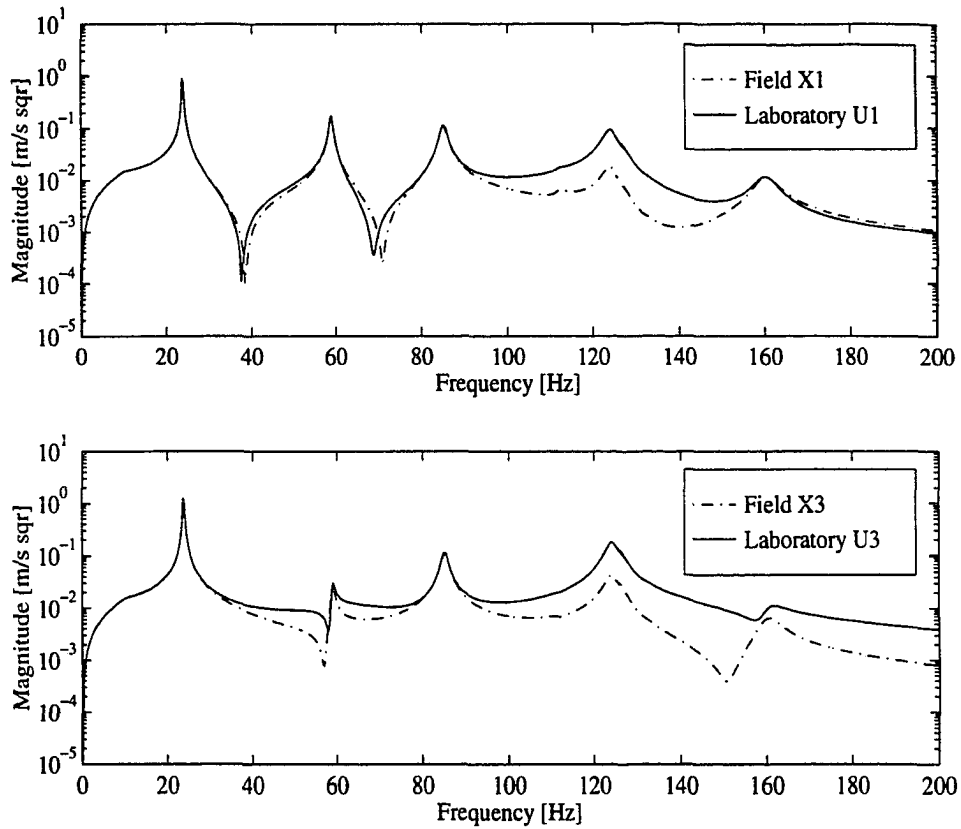 10^1
10^0
10^-1
10^-2
10^-3
10^-4
10^-5
Magnitude [m/s sqr]
Field X1
Laboratory U1
0 20 40 60 80 100 120 140 160 180 200
Frequency [Hz]
10^1
10^0
10^-1
10^-2
10^-3
10^-4
10^-5
Magnitude [m/s sqr]
Field X3
Laboratory U3
0 20 40 60 80 100 120 140 160 180 200
Frequency [Hz]